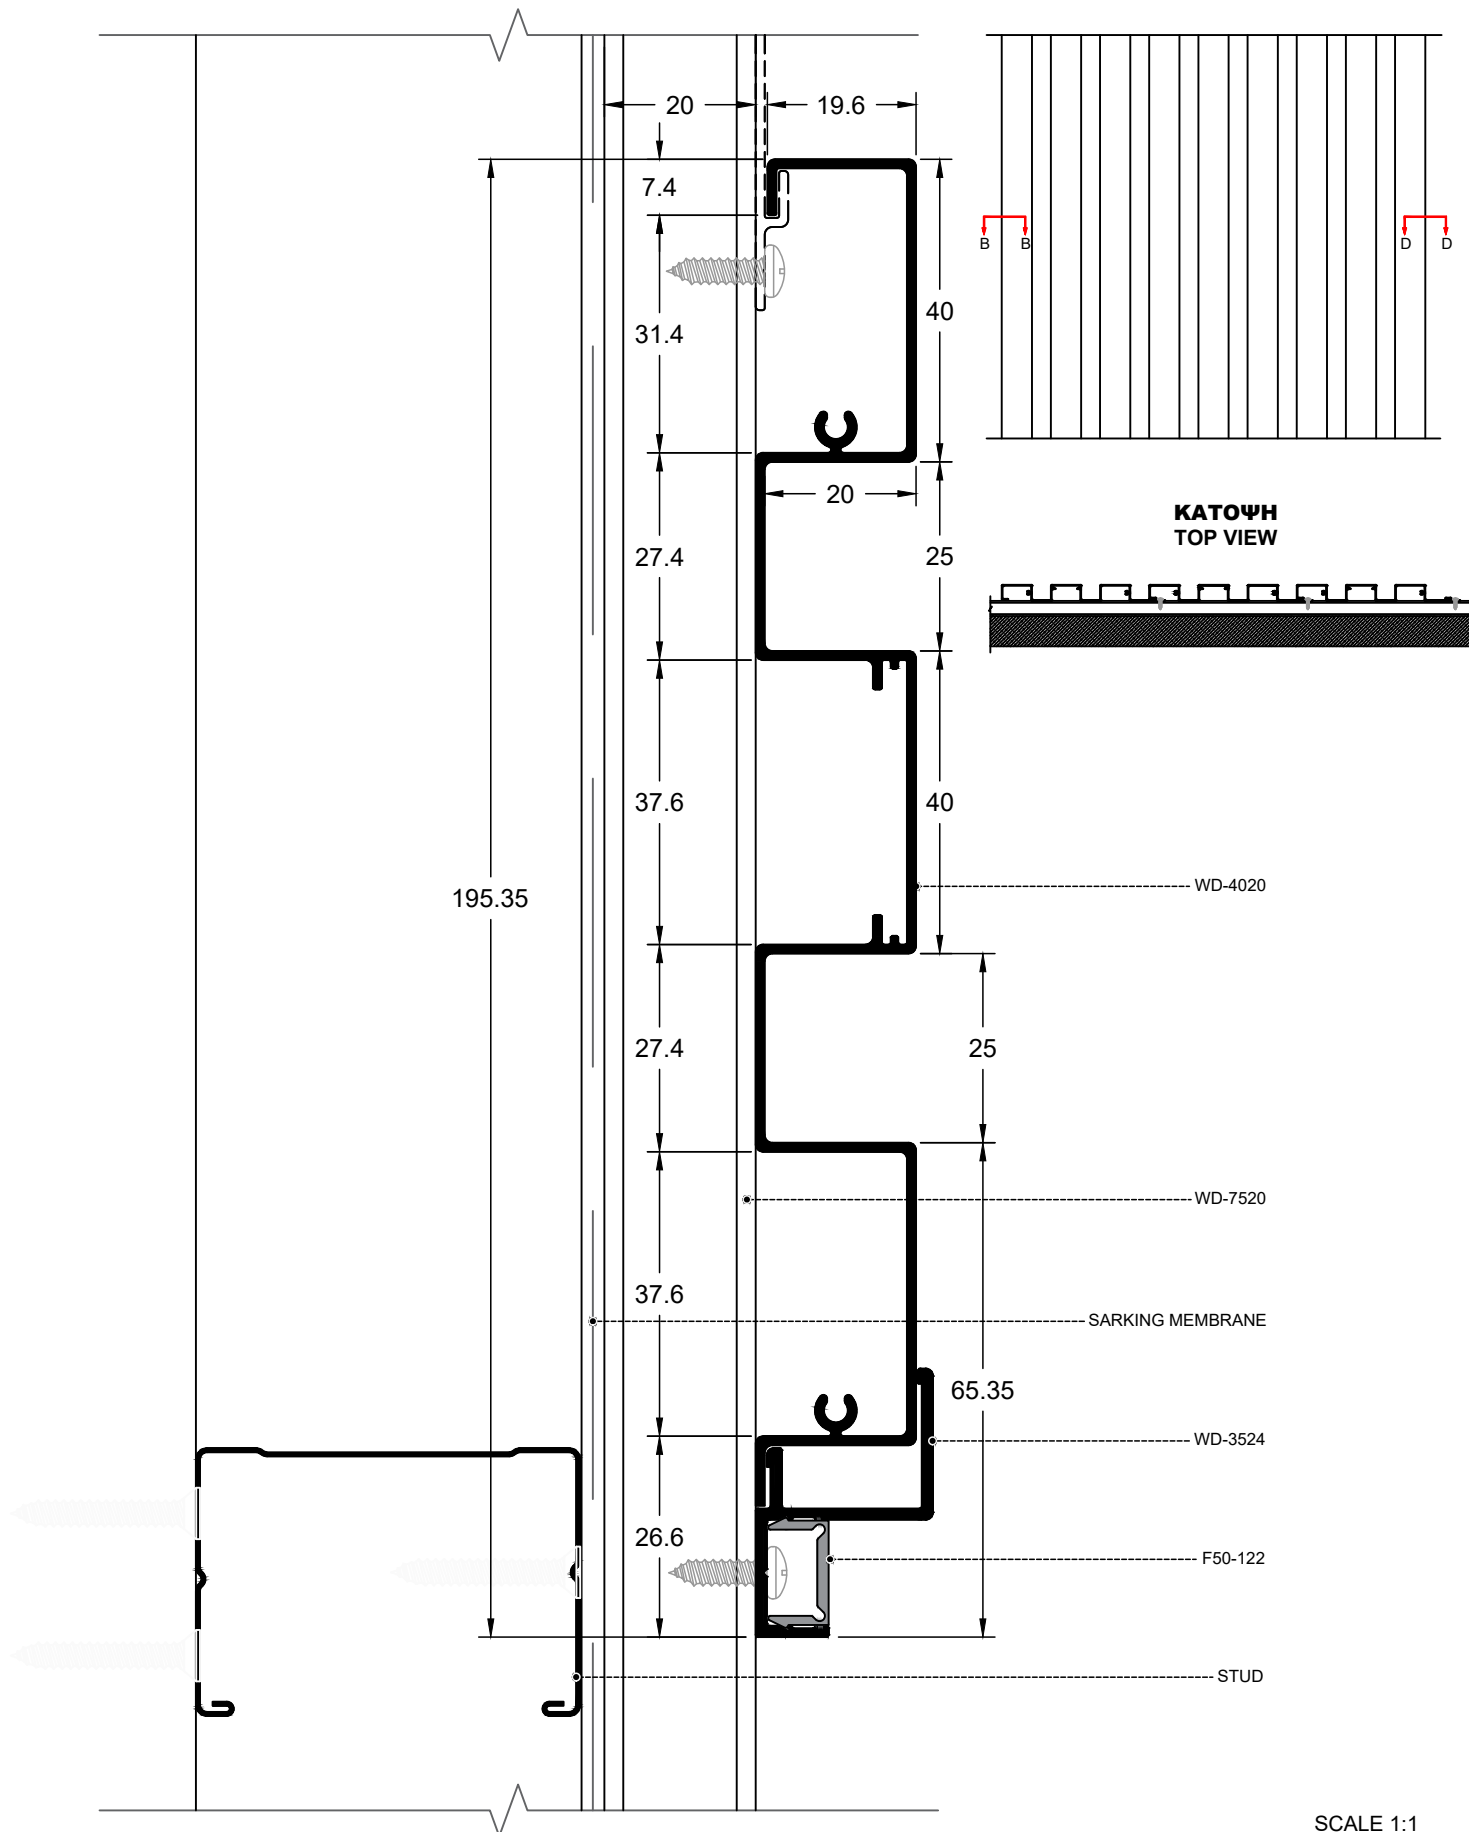 20
19.6
7.4
B
B
D
D
40
31.4
20
ΚΑΤΟΨΗ
TOP VIEW
27.4
25
37.6
40
WD-4020
195.35
27.4
25
WD-7520
37.6
SARKING MEMBRANE
65.35
WD-3524
26.6
F50-122
STUD
SCALE 1:1